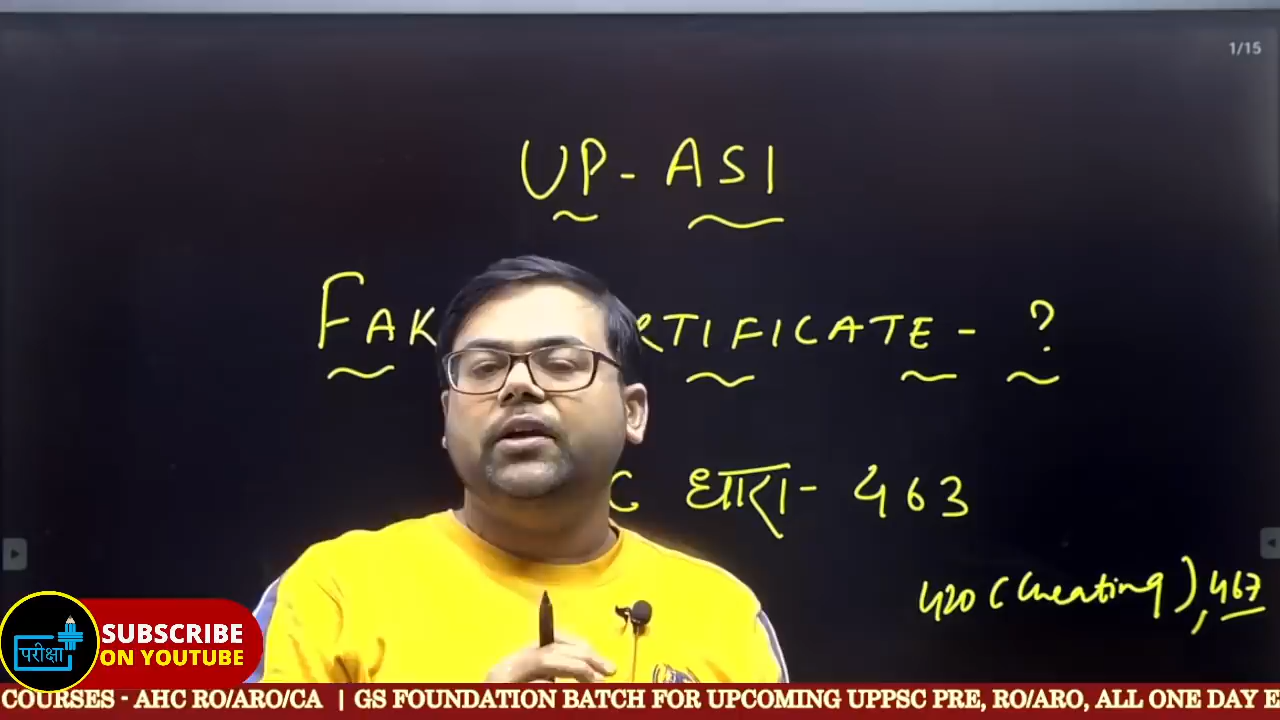 1/15
UP - ASI
FAK RTIFICATE - ?
C धारा - 463
420 (Cheating), 467
परीक्षा
SUBSCRIBE
ON YOUTUBE
COURSES - AHC RO/ARO/CA | GS FOUNDATION BATCH FOR UPCOMING UPPSC PRE, RO/ARO, ALL ONE DAY E